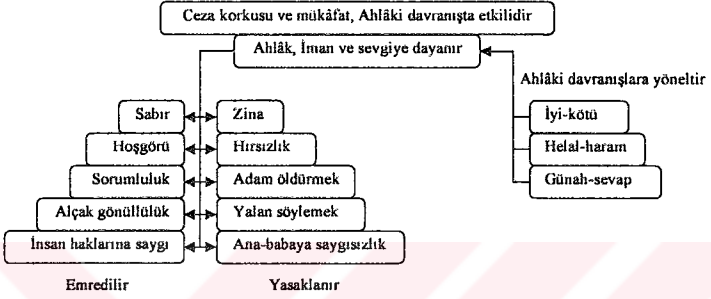 Ceza korkusu ve mükâfat, Ahlâki davranışta etkilidir
Ahlâk, İman ve sevgiye dayanır
Ahlâki davranışlara yöneltir
Sabır Zina İyi-kötü
Hoşgörü Hırsızlık Helal-haram
Sorumluluk Adam öldürmek Günah-sevap
Alçak gönüllülük Yalan söylemek
İnsan haklarına saygı Ana-babaya saygısızlık
Emredilir Yasaklanır